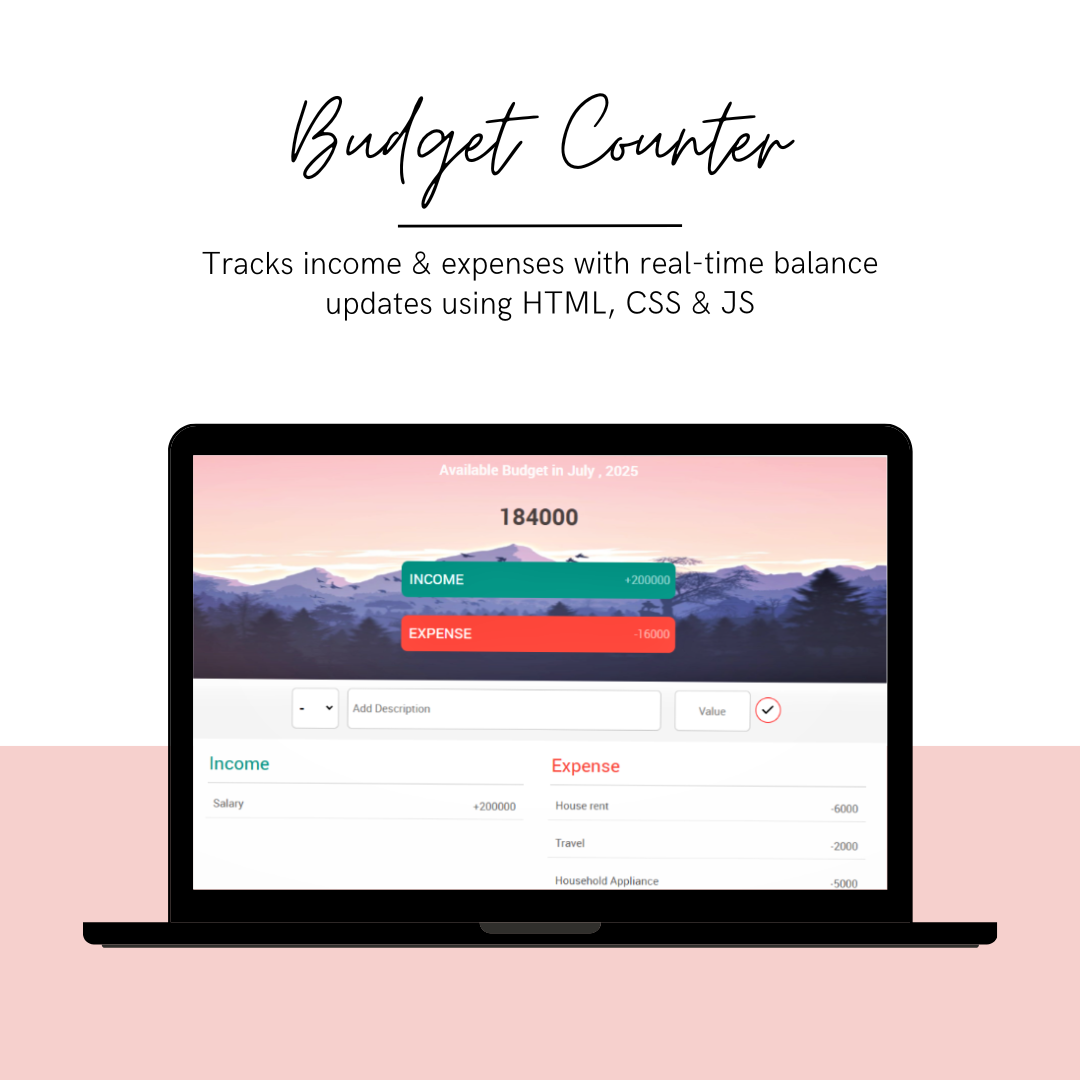 Budget Counter
Tracks income & expenses with real-time balance
updates using HTML, CSS & JS
Available Budget in July , 2025
184000
INCOME +200000
EXPENSE -16000
- Add Description Value
Income
Salary +200000
Expense
House rent -6000
Travel -2000
Household Appliance -5000